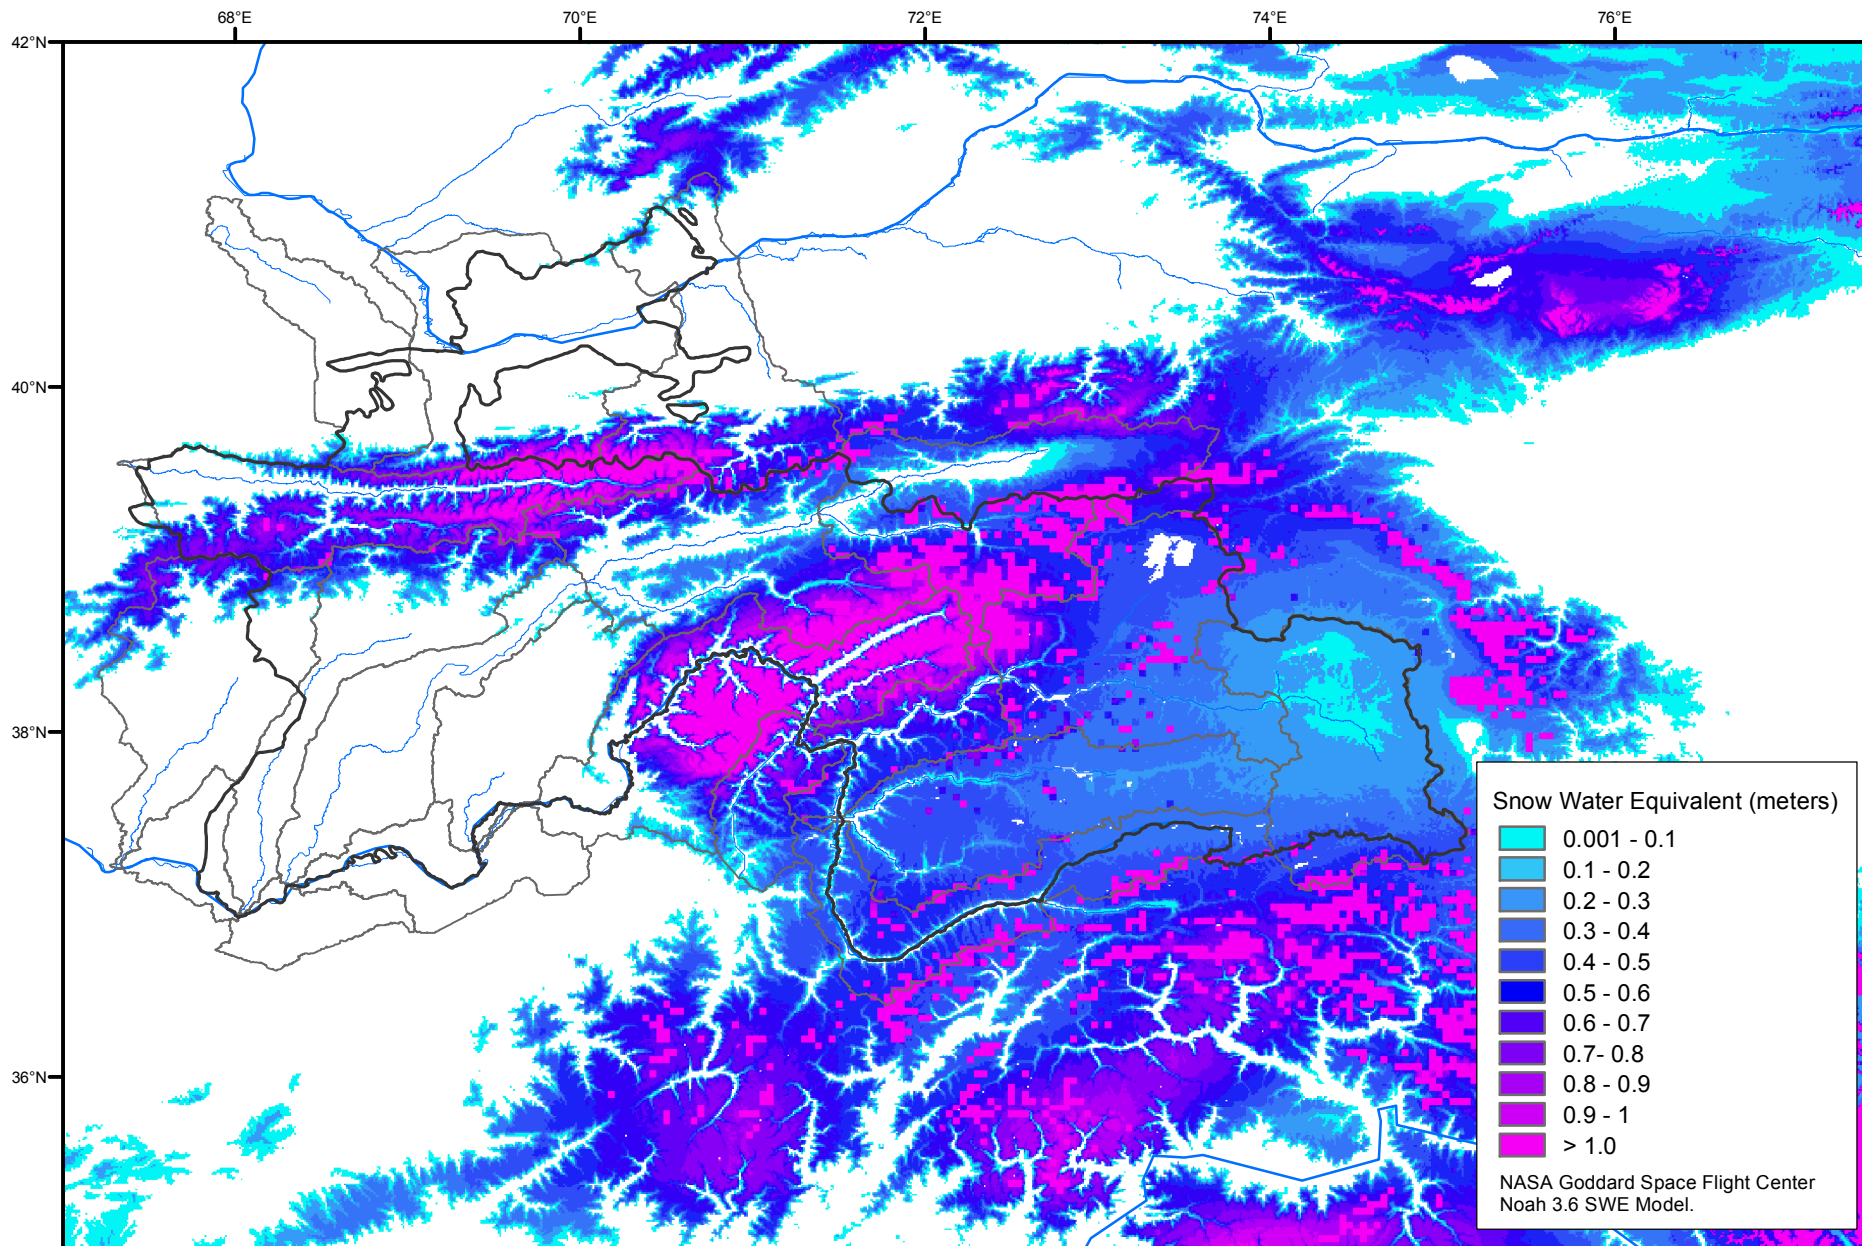 68°E 70°E 72°E 74°E 76°E
42°N
40°N
38°N
36°N
Snow Water Equivalent (meters)
0.001 - 0.1
0.1 - 0.2
0.2 - 0.3
0.3 - 0.4
0.4 - 0.5
0.5 - 0.6
0.6 - 0.7
0.7- 0.8
0.8 - 0.9
0.9 - 1
> 1.0
NASA Goddard Space Flight Center
Noah 3.6 SWE Model.